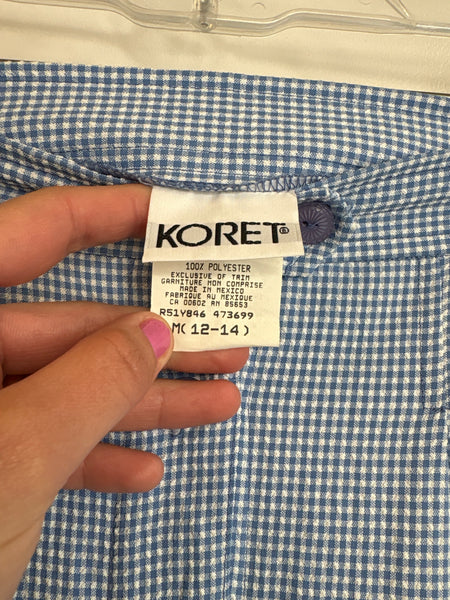 KORET®
100% POLYESTER
EXCLUSIVE OF TRIM
GARNITURE NON COMPRISE
MADE IN MEXICO
FABRIQUE AU MEXIQUE
CA 00602 RN 85653
R51Y846 473699
M(12-14)